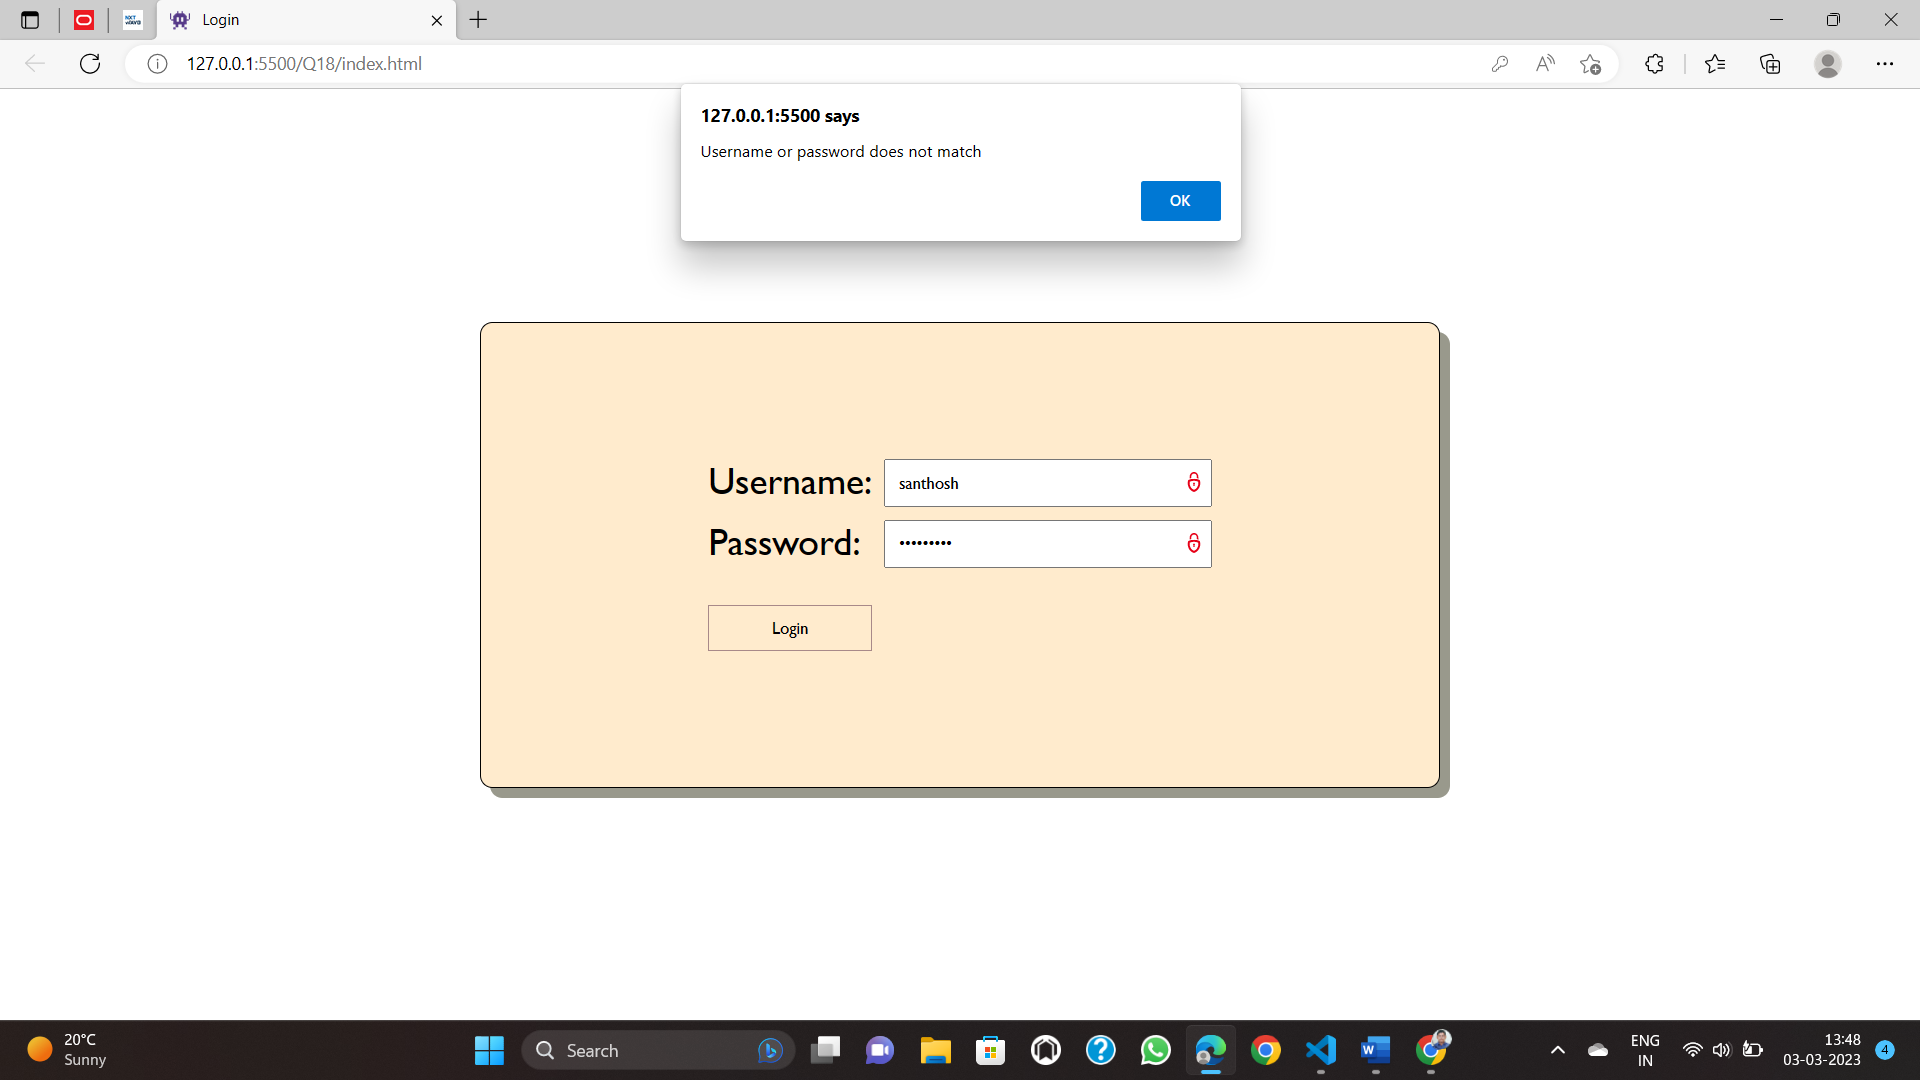 Login
127.0.0.1:5500/Q18/index.html
127.0.0.1:5500 says
Username or password does not match
OK
Username: santhosh
Password: •••••••••
Login
20°C
Sunny
Search
ENG
IN
13:48
03-03-2023
4